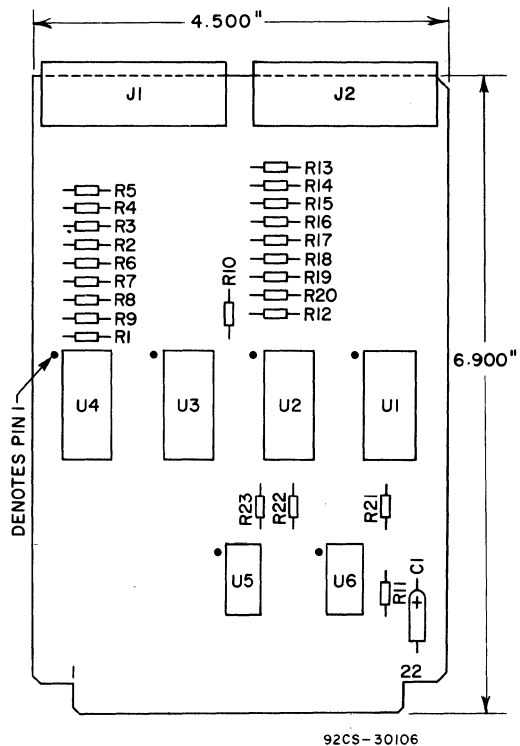 4.500"
J1
J2
R5
R4
R3
R2
R6
R7
R8
R9
R1
R10
R13
R14
R15
R16
R17
R18
R19
R20
R12
6.900"
DENOTES PIN 1
U4
U3
U2
U1
R23
R22
R21
U5
U6
R11
C1
+
1
22
92CS-30106